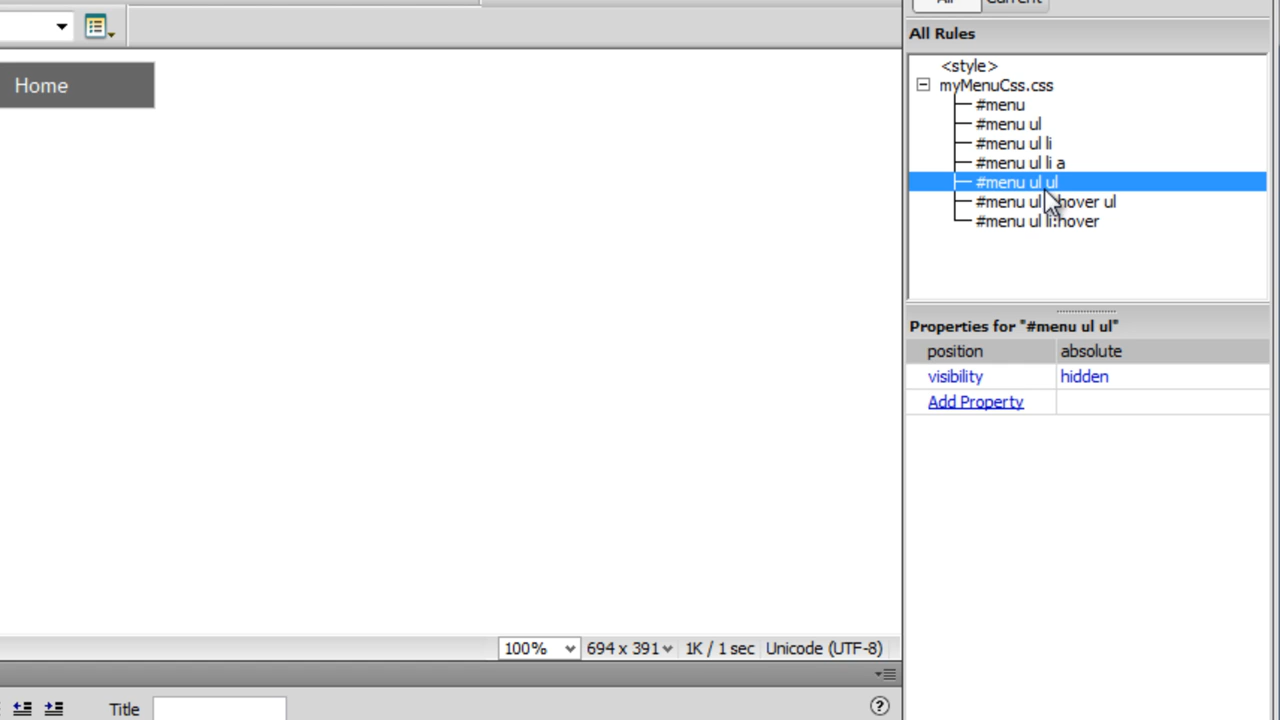 All Current
All Rules
<style>
myMenuCss.css
#menu
#menu ul
#menu ul li
#menu ul li a
#menu ul ul
#menu ul hover ul
#menu ul li:hover
Home
Properties for "#menu ul ul"
position absolute
visibility hidden
Add Property
100% 694 x 391 1K / 1 sec Unicode (UTF-8)
Title